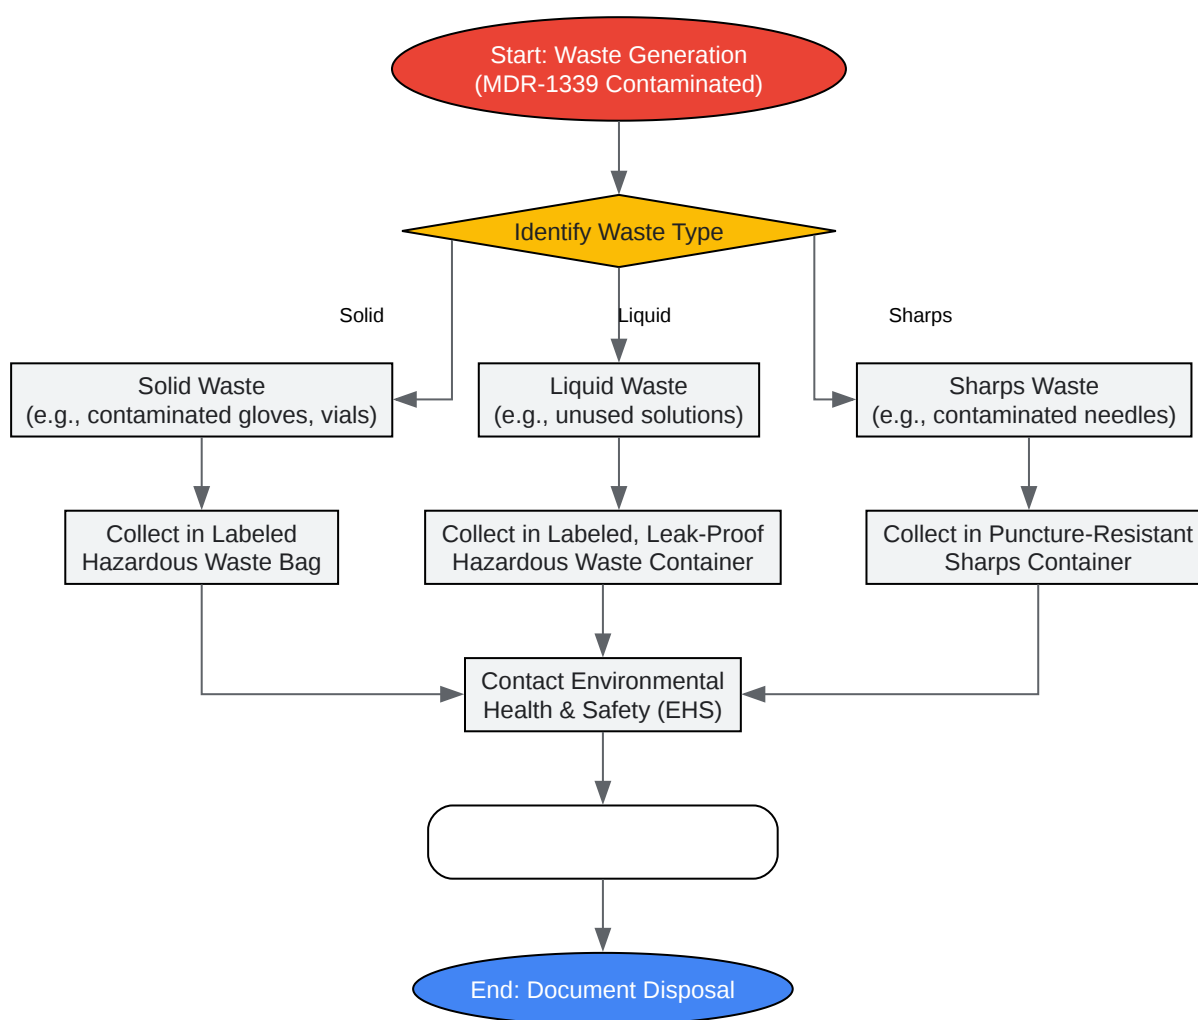 Start: Waste Generation
(MDR-1339 Contaminated)
Identify Waste Type
Solid
Liquid
Sharps
Solid Waste
(e.g., contaminated gloves, vials)
Liquid Waste
(e.g., unused solutions)
Sharps Waste
(e.g., contaminated needles)
Collect in Labeled
Hazardous Waste Bag
Collect in Labeled, Leak-Proof
Hazardous Waste Container
Collect in Puncture-Resistant
Sharps Container
Contact Environmental
Health & Safety (EHS)
End: Document Disposal